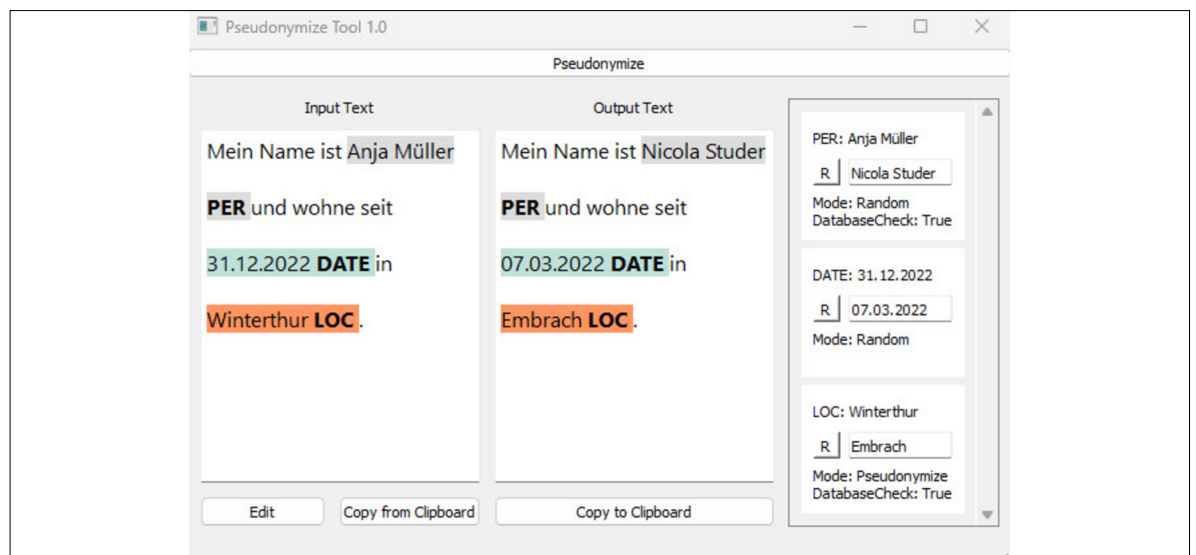 Pseudonymize Tool 1.0
Pseudonymize
Input Text
Mein Name ist Anja Müller
PER und wohne seit
31.12.2022 DATE in
Winterthur LOC .
Edit
Copy from Clipboard
Output Text
Mein Name ist Nicola Studer
PER und wohne seit
07.03.2022 DATE in
Embrach LOC .
Copy to Clipboard
PER: Anja Müller
R Nicola Studer
Mode: Random
DatabaseCheck: True
DATE: 31.12.2022
R 07.03.2022
Mode: Random
LOC: Winterthur
R Embrach
Mode: Pseudonymize
DatabaseCheck: True